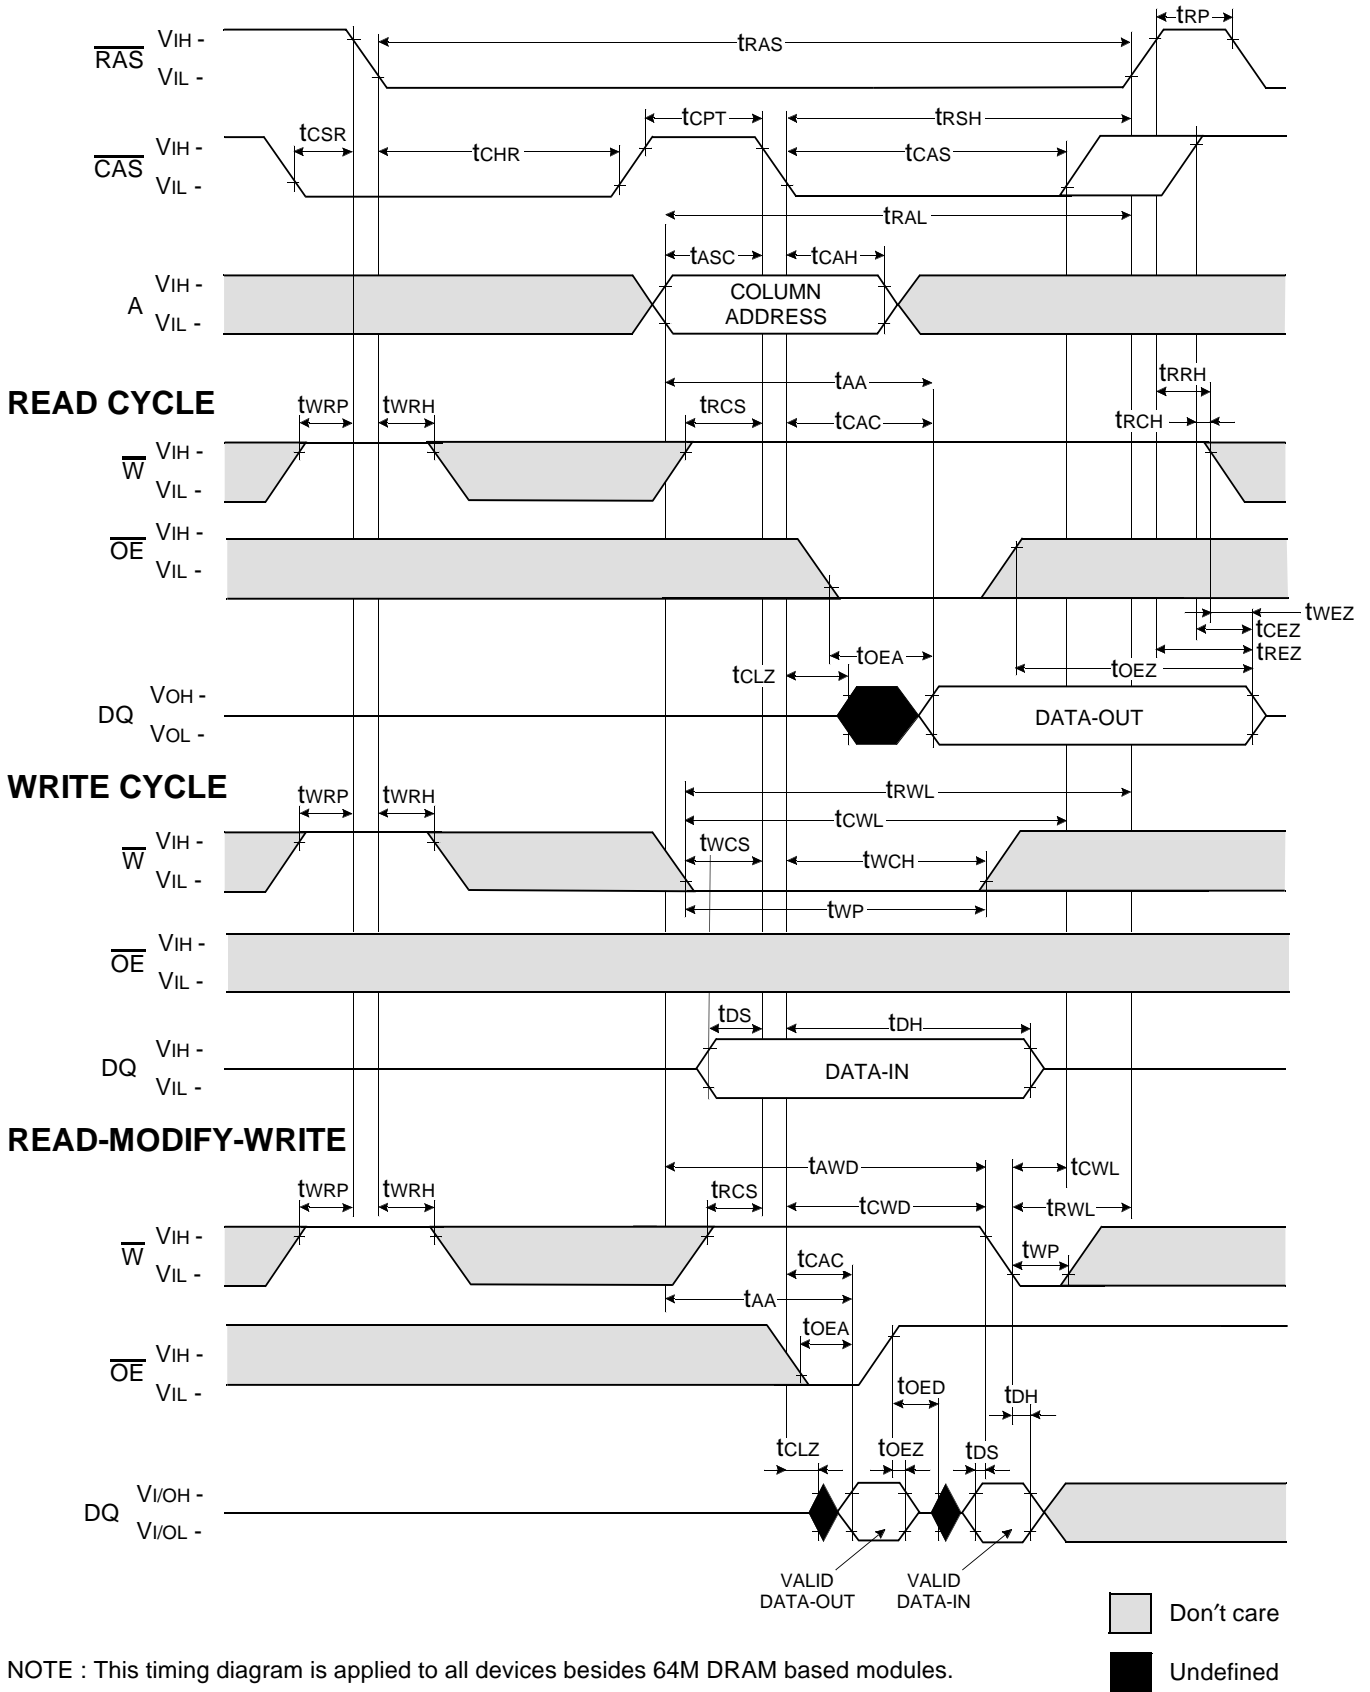 tRP
RAS VIH -
tRAS
VIL -
tCPT tRSH
tCSR
CAS VIH -
tCHR tCAS
VIL -
tRAL
tASC tCAH
A VIH -
COLUMN
ADDRESS
VIL -
tRRH
tAA
READ CYCLE
tWRP tWRH tRCS tCAC tRCH
W VIH -
VIL -
OE VIH -
VIL -
tWEZ
tCEZ
tREZ
tOEA tOEZ
tCLZ
DQ VOH -
DATA-OUT
VOL -
WRITE CYCLE
tRWL
tWRP tWRH
tCWL
tWCS tWCH
W VIH -
VIL -
tWP
OE VIH -
VIL -
tDS tDH
DQ VIH -
DATA-IN
VIL -
READ-MODIFY-WRITE
tAWD tCWL
tWRP tWRH tRCS tCWD tRWL
W VIH -
tWP
VIL -
tCAC
tAA
tOEA
OE VIH -
VIL -
tOED tDH
tCLZ tOEZ tDS
DQ VI/OH -
VI/OL -
VALID
DATA-OUT
VALID
DATA-IN
Don't care
Undefined
NOTE : This timing diagram is applied to all devices besides 64M DRAM based modules.